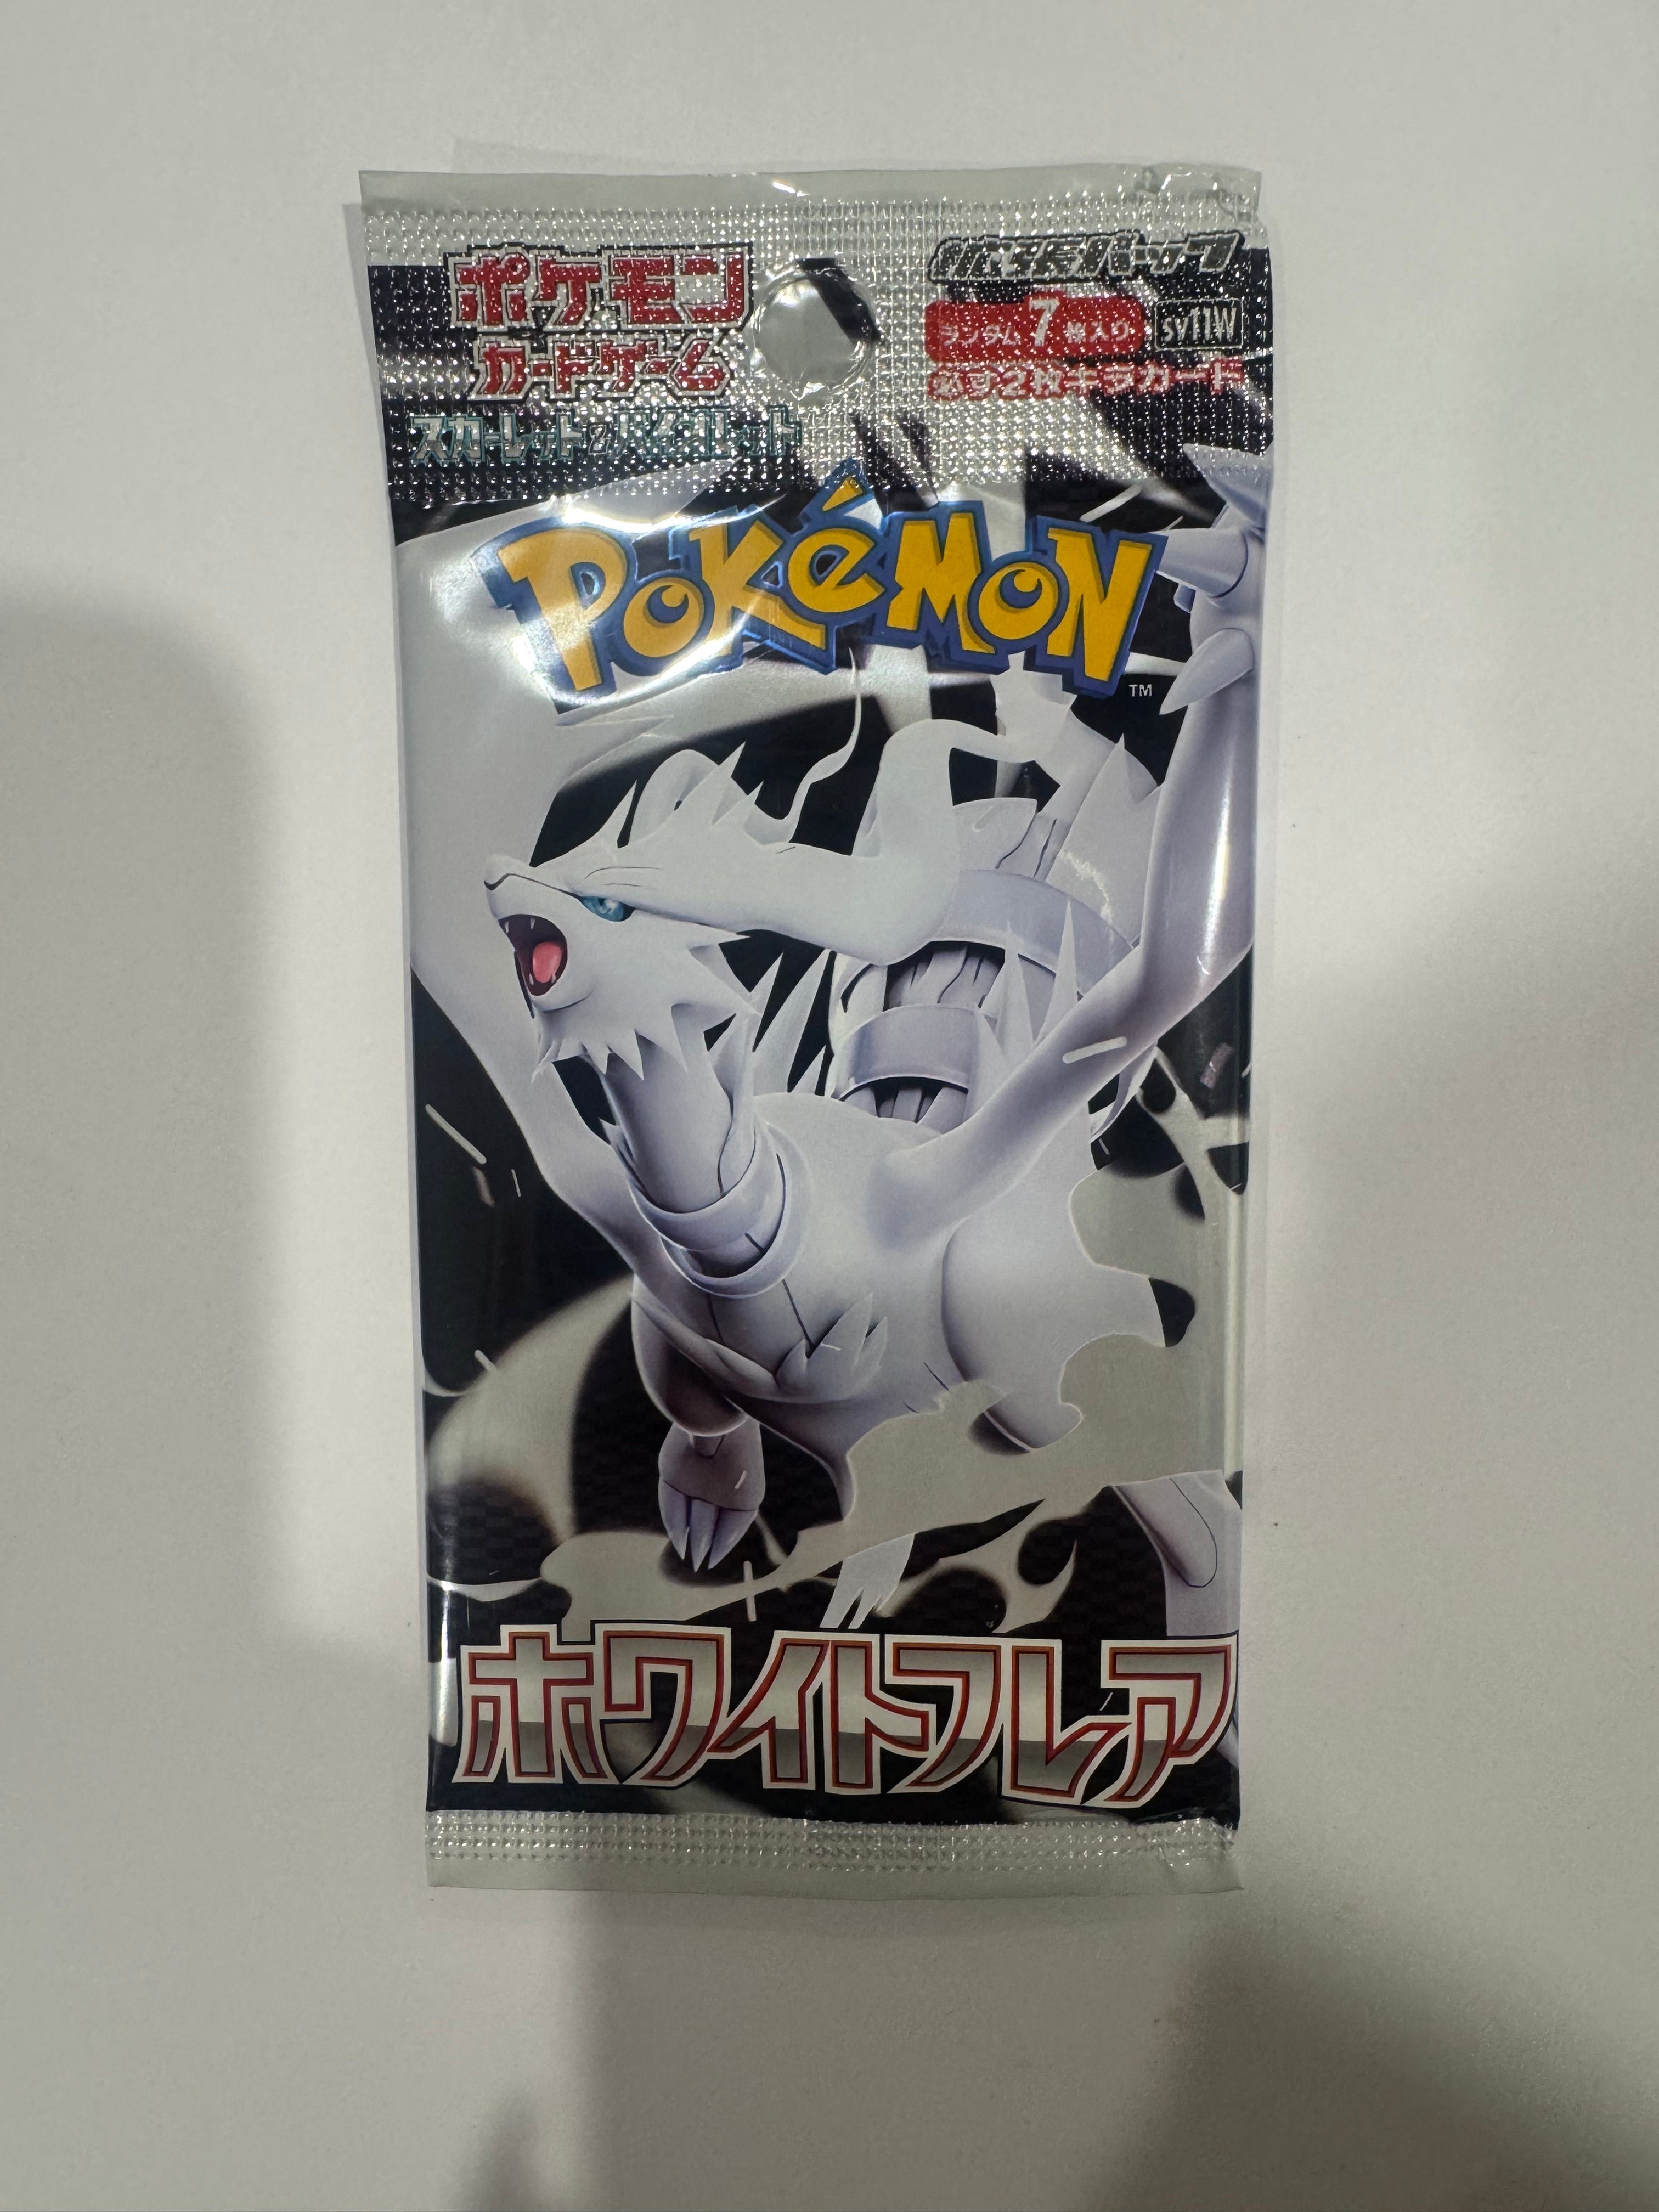 ポケモン
カードゲーム
スカーレット&バイオレット
拡張パック
ランダム7枚入り
sv11W
必ず2枚キラカード
POKéMON
TM
ホワイトフレア